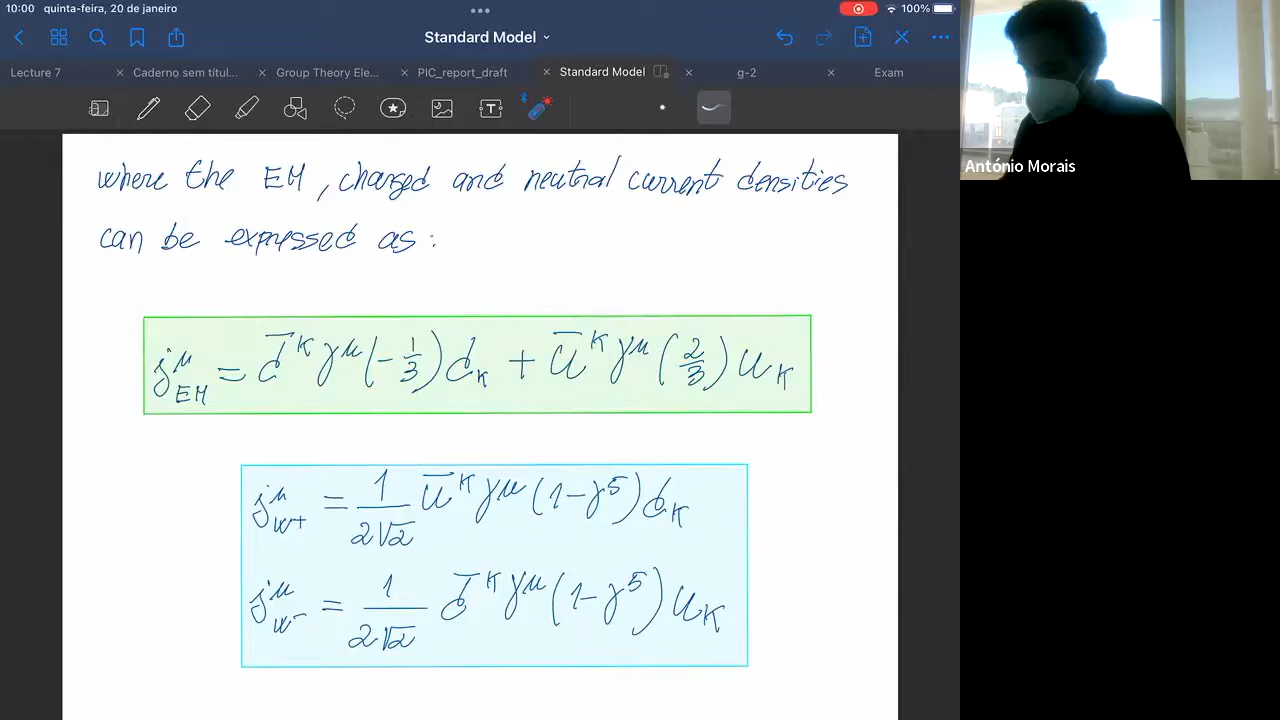 10:00 quinta-feira, 20 de janeiro
100%
Standard Model
Lecture 7 × Caderno sem títul... × Group Theory Ele... × PIC_report_draft × Standard Model × g-2 × Exam
António Morais
where the EM, charged and neutral current densities
can be expressed as :
j^μ_EM = d̄^k γ^μ (-1/3) d_k + ū^k γ^μ (2/3) u_k
j^μ_W+ = 1/(2√2) ū^k γ^μ (1-γ^5) d_k
j^μ_W- = 1/(2√2) d̄^k γ^μ (1-γ^5) u_k